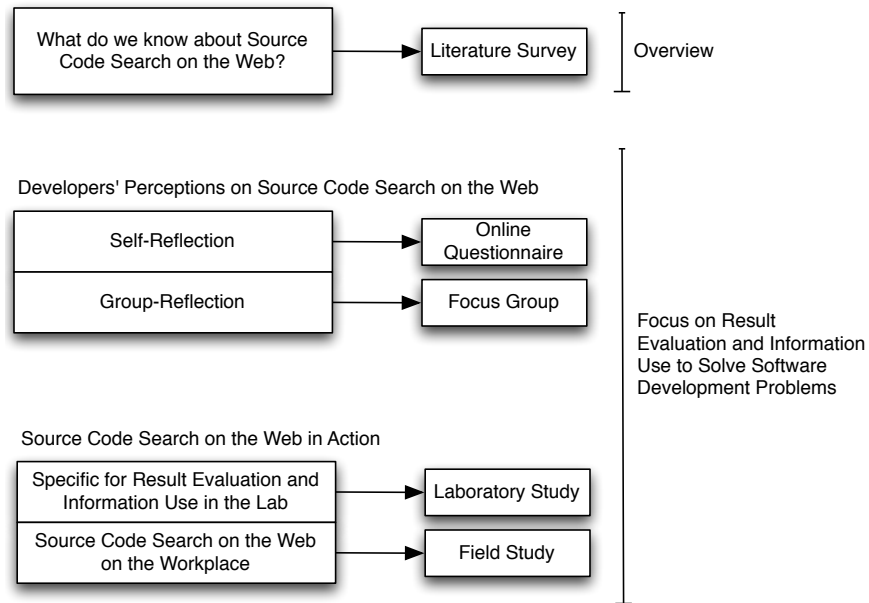 What do we know about Source
Code Search on the Web?
Literature Survey
Overview
Developers' Perceptions on Source Code Search on the Web
Self-Reflection
Online
Questionnaire
Group-Reflection
Focus Group
Focus on Result
Evaluation and Information
Use to Solve Software
Development Problems
Source Code Search on the Web in Action
Specific for Result Evaluation and
Information Use in the Lab
Laboratory Study
Source Code Search on the Web
on the Workplace
Field Study